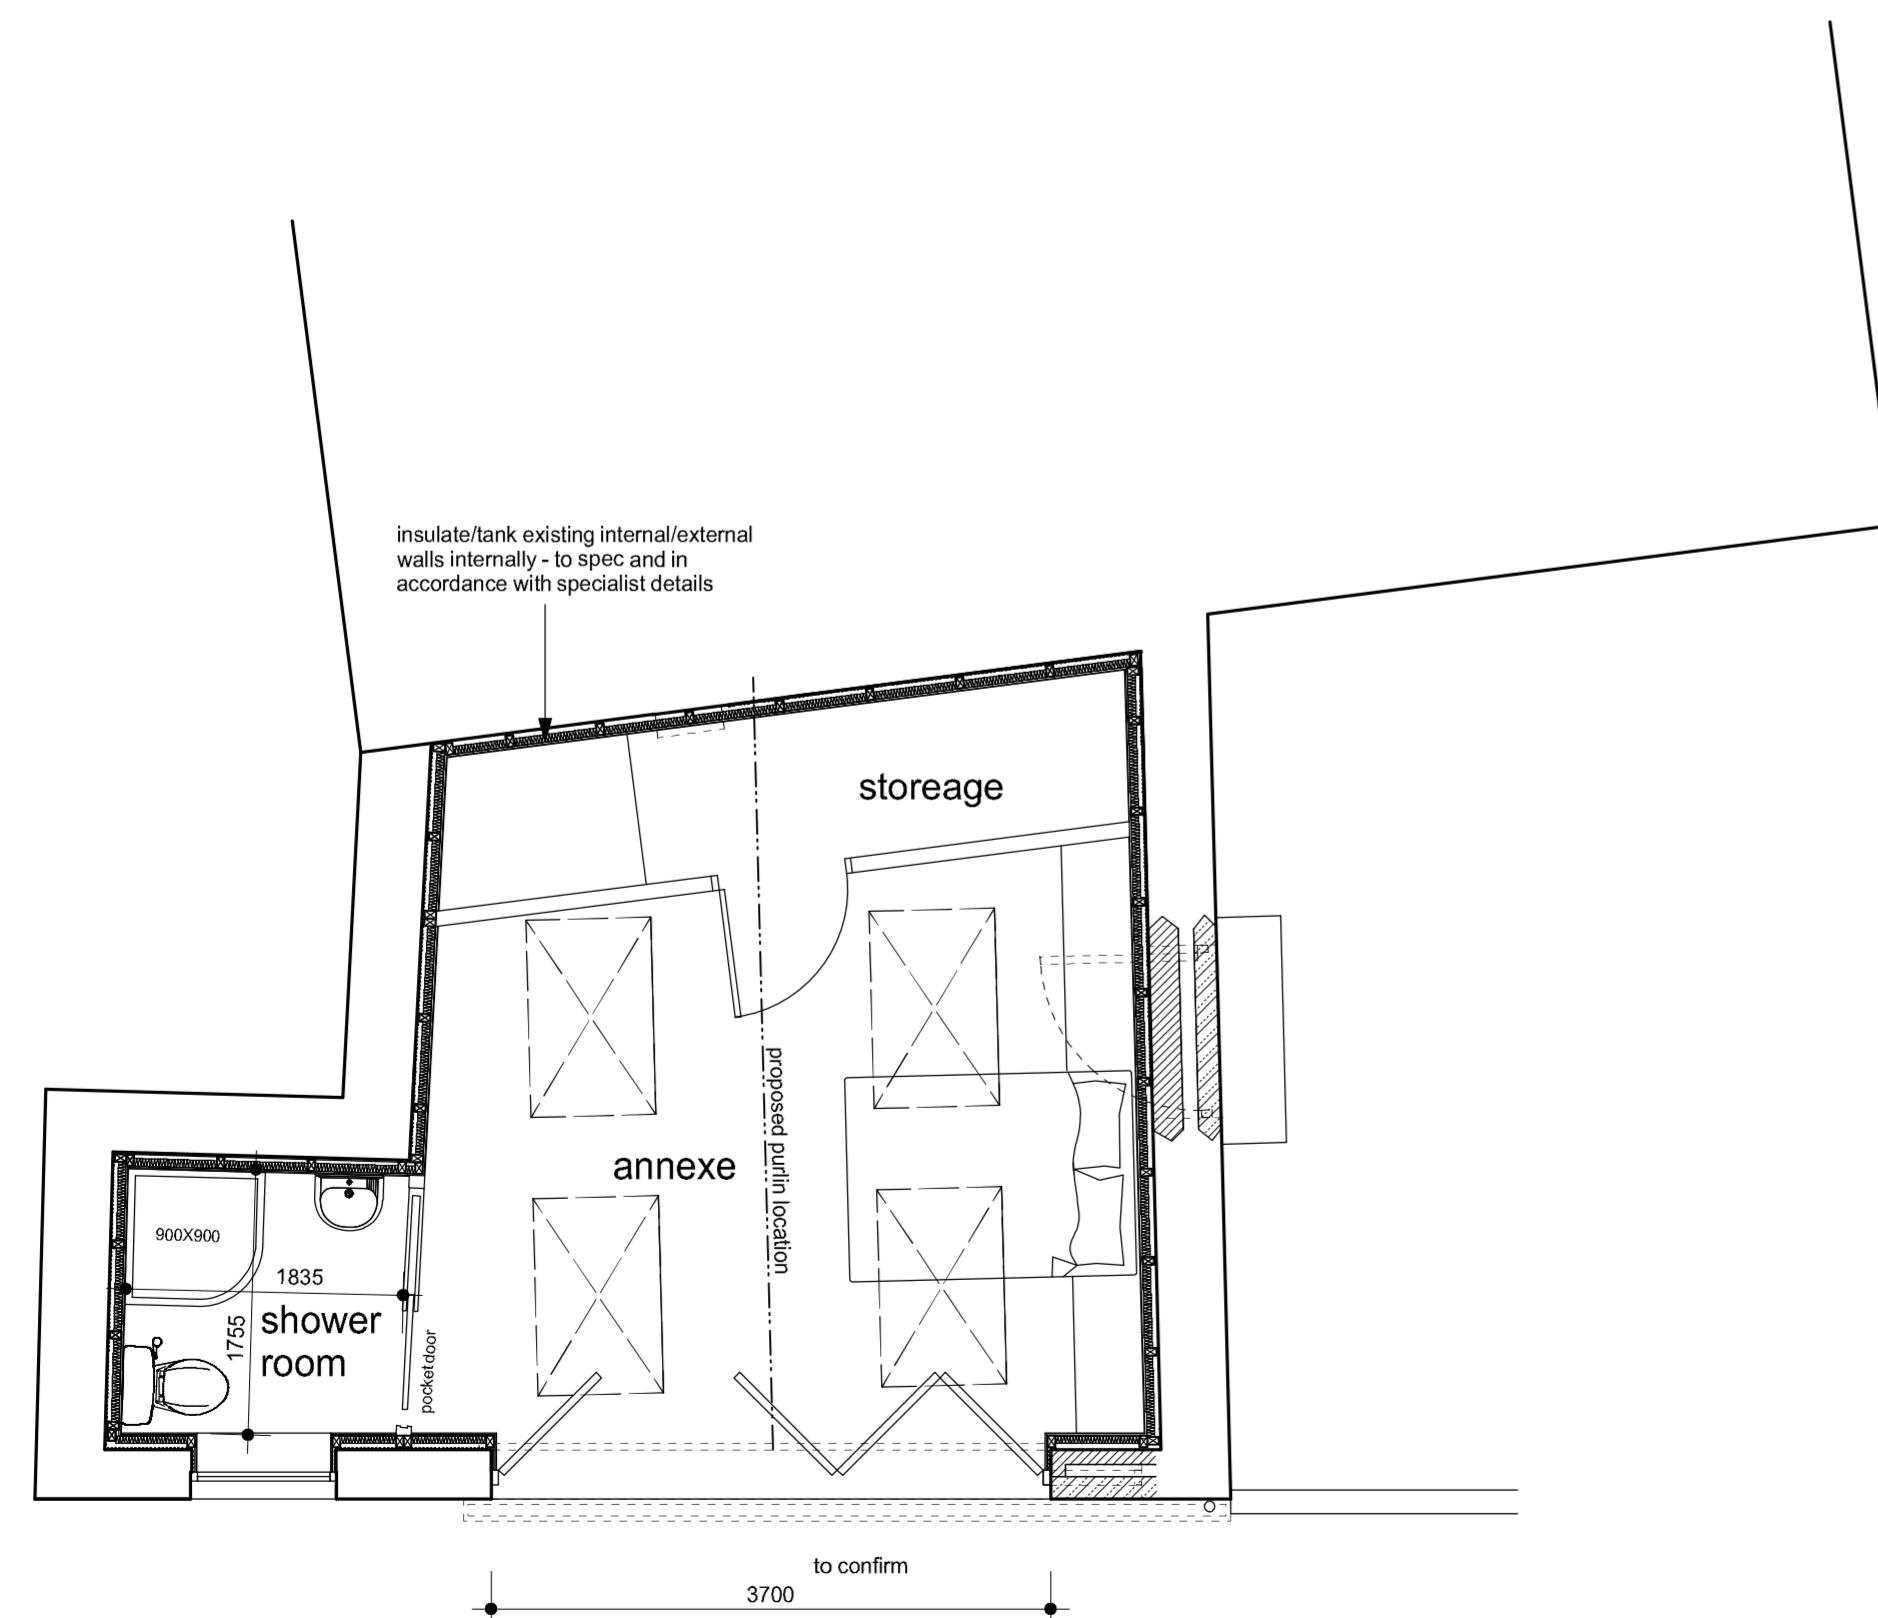 insulate/tank existing internal/external
walls internally - to spec and in
accordance with specialist details
storeage
proposed purlin location
annexe
900X900
1835
1755
shower
room
pocket door
to confirm
3700